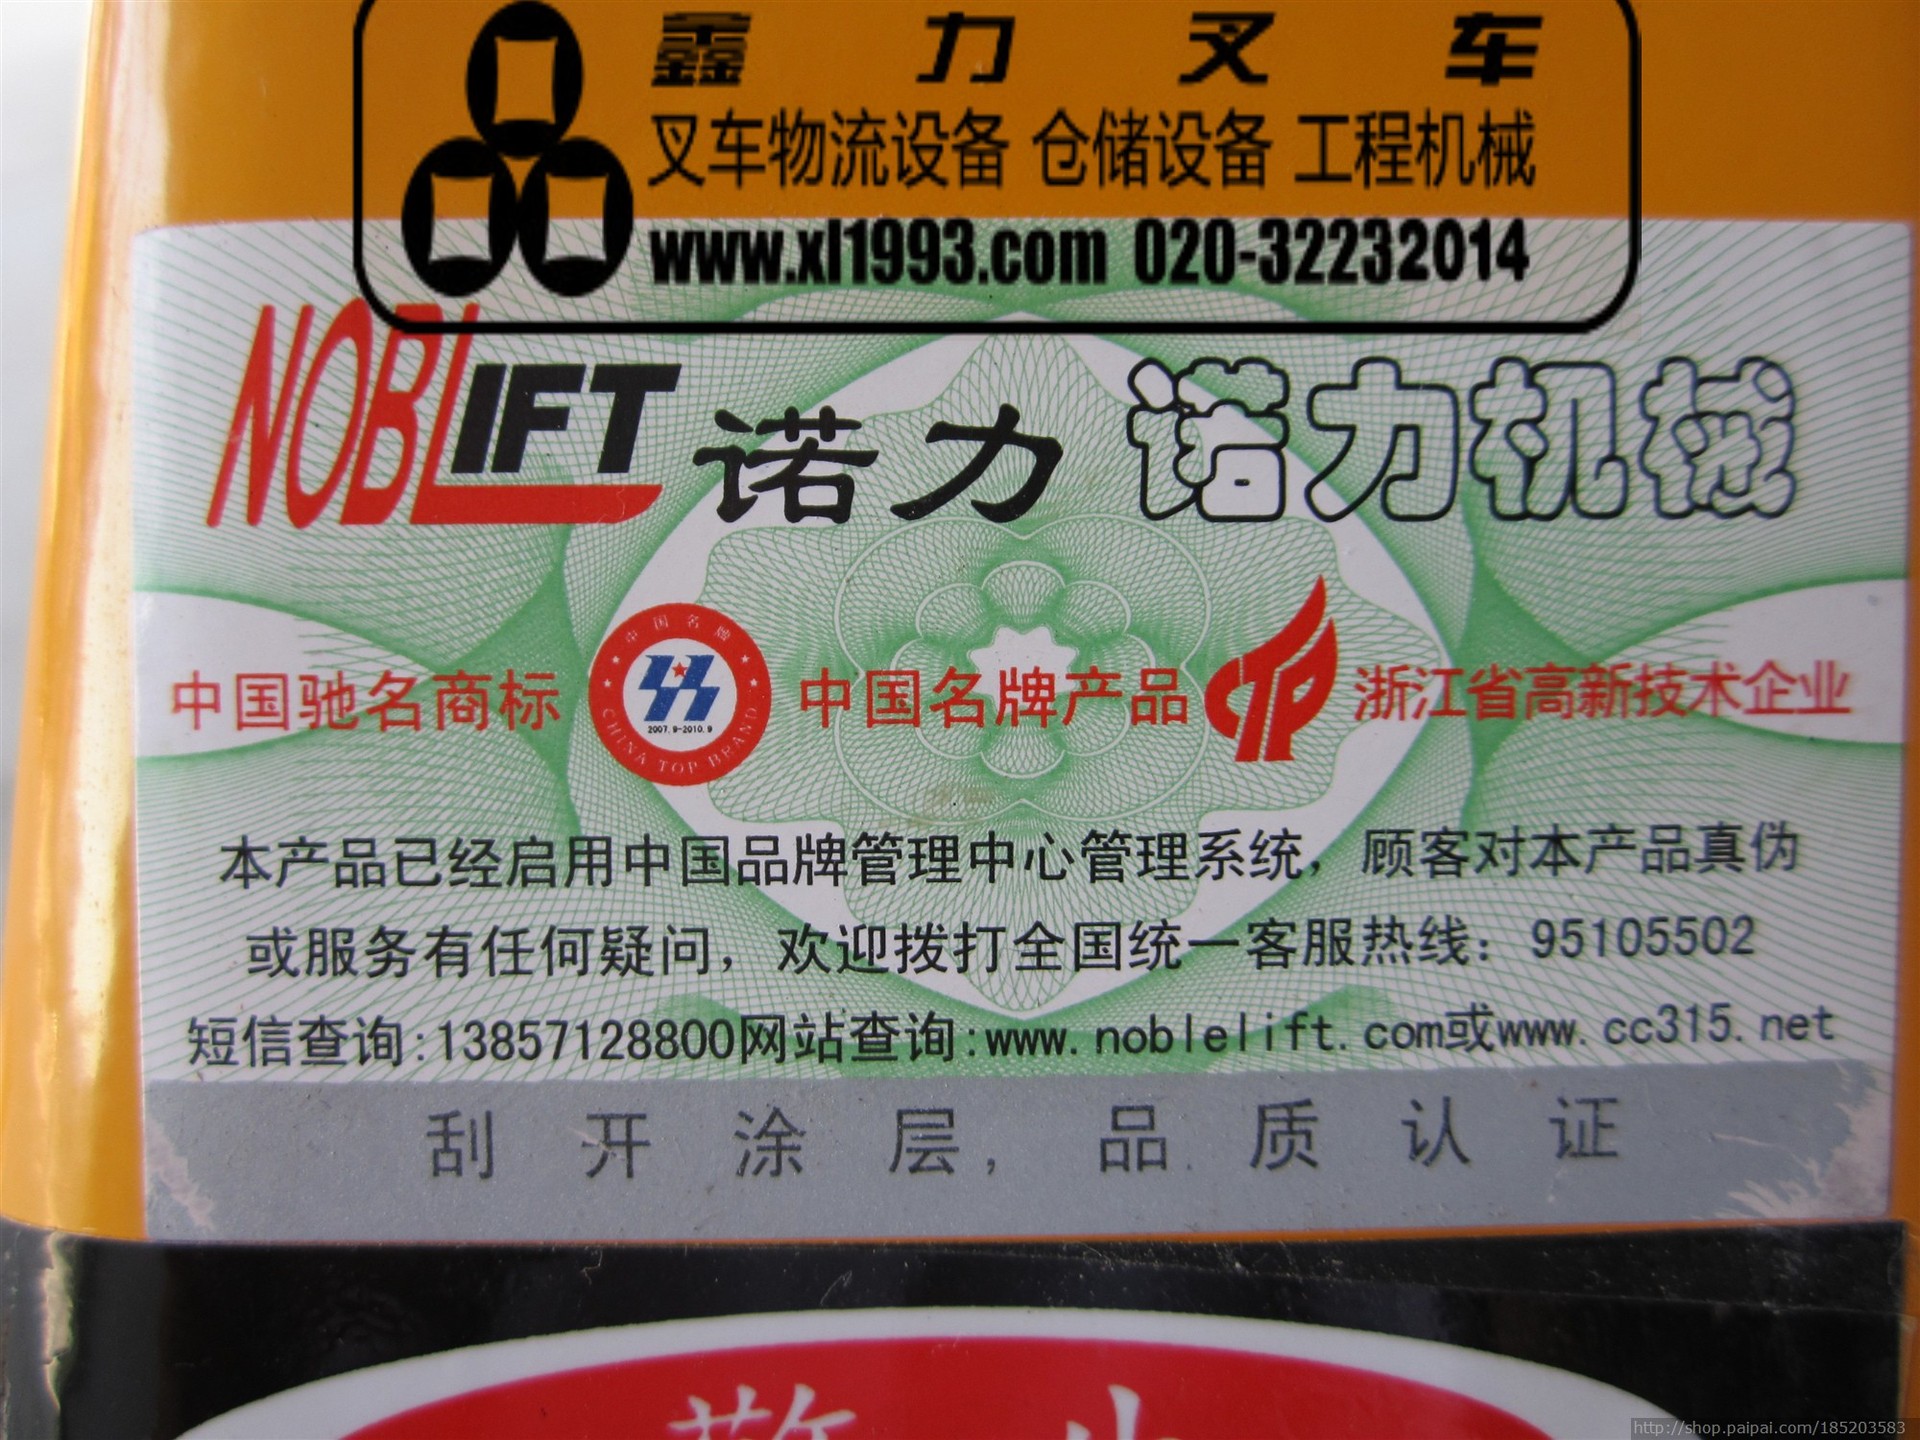 鑫力叉车
叉车物流设备 仓储设备 工程机械
www.xl1993.com 020-32232014
NOBLIFT 诺力 诺力机械
中国驰名商标 中国名牌 2007.9-2010.9 CHINA TOP BRAND 中国名牌产品 浙江省高新技术企业
本产品已经启用中国品牌管理中心管理系统，顾客对本产品真伪
或服务有任何疑问，欢迎拨打全国统一客服热线：95105502
短信查询:13857128800网站查询:www.noblelift.com或www.cc315.net
刮开涂层，品质认证
http://shop.paipai.com/185203583